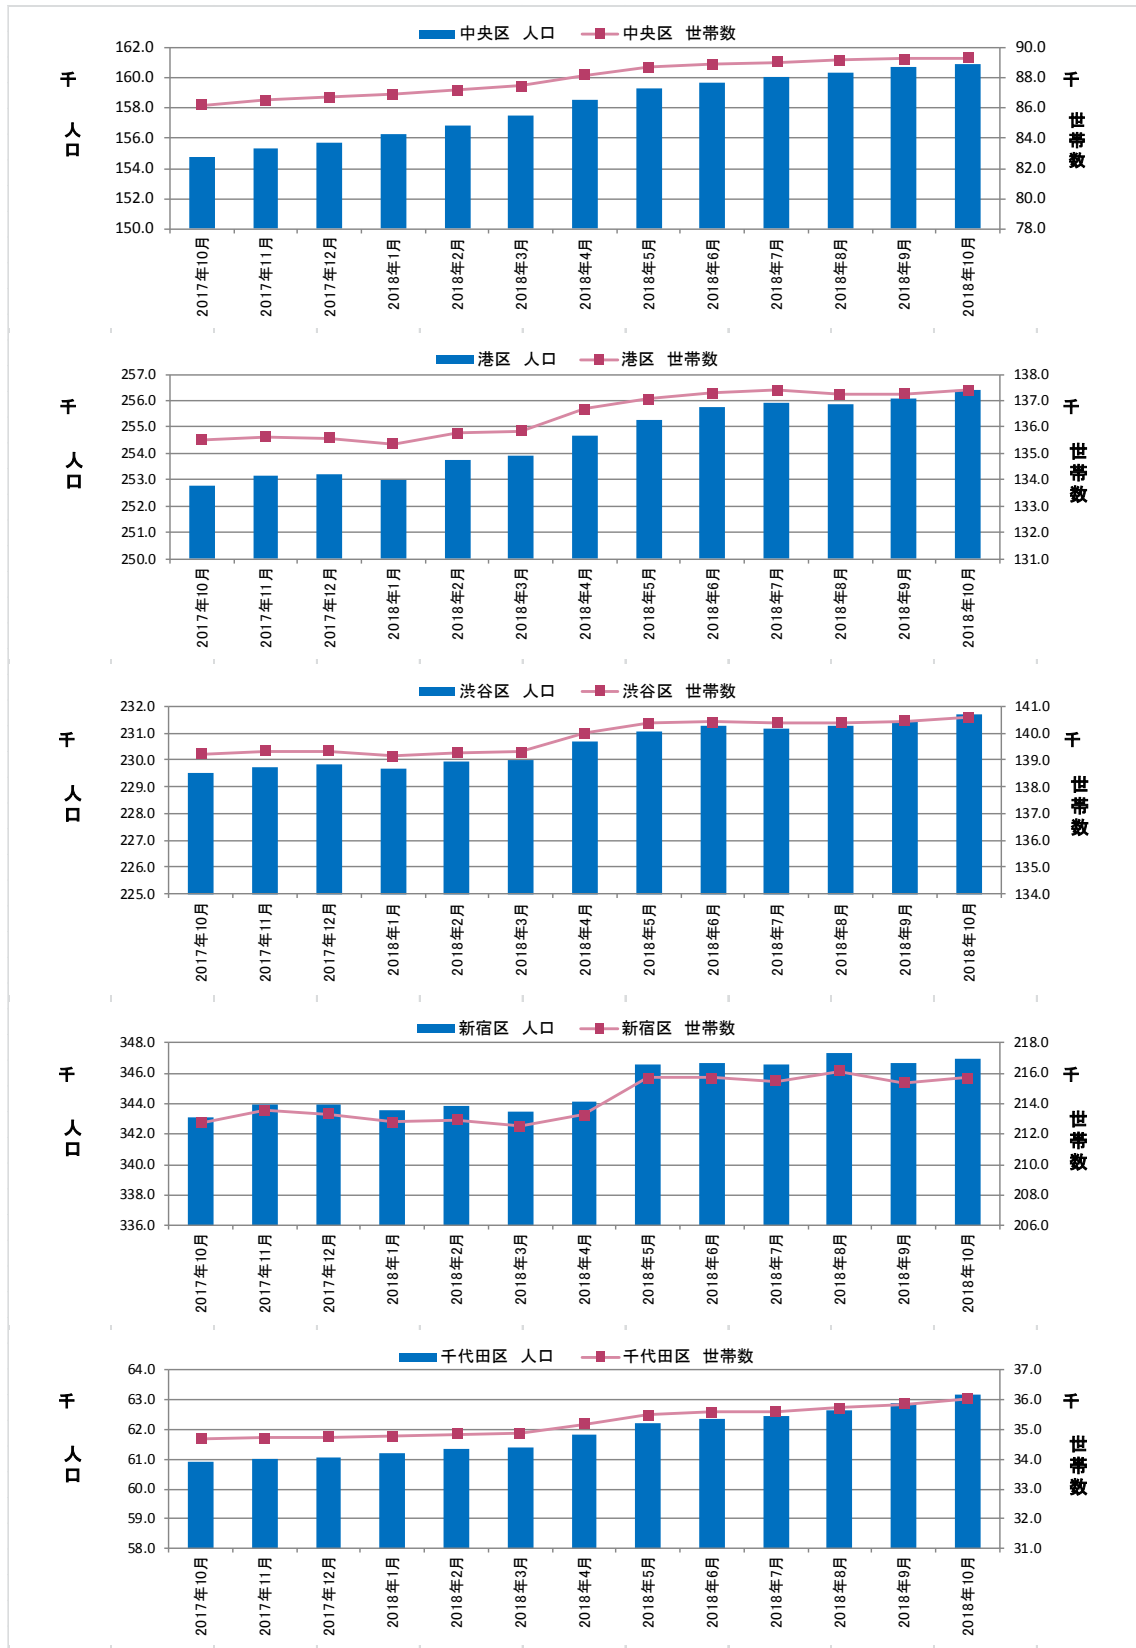 中央区 人口 中央区 世帯数
千
人口
162.0
160.0
158.0
156.0
154.0
152.0
150.0
90.0
88.0
86.0
84.0
82.0
80.0
78.0
千
世帯数
2017年10月
2017年11月
2017年12月
2018年1月
2018年2月
2018年3月
2018年4月
2018年5月
2018年6月
2018年7月
2018年8月
2018年9月
2018年10月
港区 人口 港区 世帯数
千
人口
257.0
256.0
255.0
254.0
253.0
252.0
251.0
250.0
138.0
137.0
136.0
135.0
134.0
133.0
132.0
131.0
千
世帯数
2017年10月
2017年11月
2017年12月
2018年1月
2018年2月
2018年3月
2018年4月
2018年5月
2018年6月
2018年7月
2018年8月
2018年9月
2018年10月
渋谷区 人口 渋谷区 世帯数
千
人口
232.0
231.0
230.0
229.0
228.0
227.0
226.0
225.0
141.0
140.0
139.0
138.0
137.0
136.0
135.0
134.0
千
世帯数
2017年10月
2017年11月
2017年12月
2018年1月
2018年2月
2018年3月
2018年4月
2018年5月
2018年6月
2018年7月
2018年8月
2018年9月
2018年10月
新宿区 人口 新宿区 世帯数
千
人口
348.0
346.0
344.0
342.0
340.0
338.0
336.0
218.0
216.0
214.0
212.0
210.0
208.0
206.0
千
世帯数
2017年10月
2017年11月
2017年12月
2018年1月
2018年2月
2018年3月
2018年4月
2018年5月
2018年6月
2018年7月
2018年8月
2018年9月
2018年10月
千代田区 人口 千代田区 世帯数
千
人口
64.0
63.0
62.0
61.0
60.0
59.0
58.0
37.0
36.0
35.0
34.0
33.0
32.0
31.0
千
世帯数
2017年10月
2017年11月
2017年12月
2018年1月
2018年2月
2018年3月
2018年4月
2018年5月
2018年6月
2018年7月
2018年8月
2018年9月
2018年10月